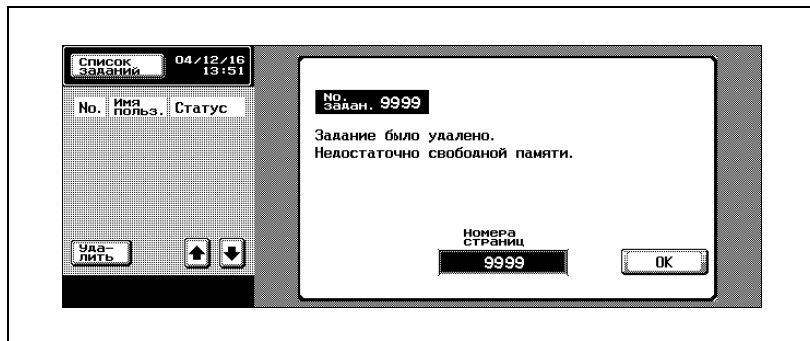 Список
заданий
04/12/16
13:51
No. Имя
польз. Статус
Уда-
лить
No.
задан. 9999
Задание было удалено.
Недостаточно свободной памяти.
Номера
страниц
9999
OK